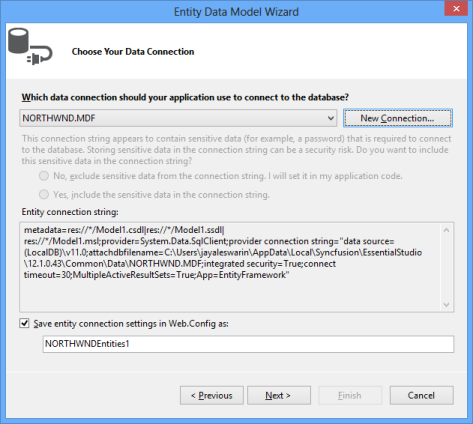 Entity Data Model Wizard
Choose Your Data Connection
Which data connection should your application use to connect to the database?
NORTHWND.MDF
New Connection...
This connection string appears to contain sensitive data (for example, a password) that is required to connect
to the database. Storing sensitive data in the connection string can be a security risk. Do you want to include
this sensitive data in the connection string?
No, exclude sensitive data from the connection string. I will set it in my application code.
Yes, include the sensitive data in the connection string.
Entity connection string:
metadata=res://*/Model1.csdl|res://*/Model1.ssdl|
res://*/Model1.msl;provider=System.Data.SqlClient;provider connection string="data source=
(LocalDB)\v11.0;attachdbfilename=C:\Users\jayaleswarin\AppData\Local\Syncfusion\EssentialStudio
\12.1.0.43\Common\Data\NORTHWND.MDF;integrated security=True;connect
timeout=30;MultipleActiveResultSets=True;App=EntityFramework"
Save entity connection settings in Web.Config as:
NORTHWNDEntities1
< Previous
Next >
Finish
Cancel